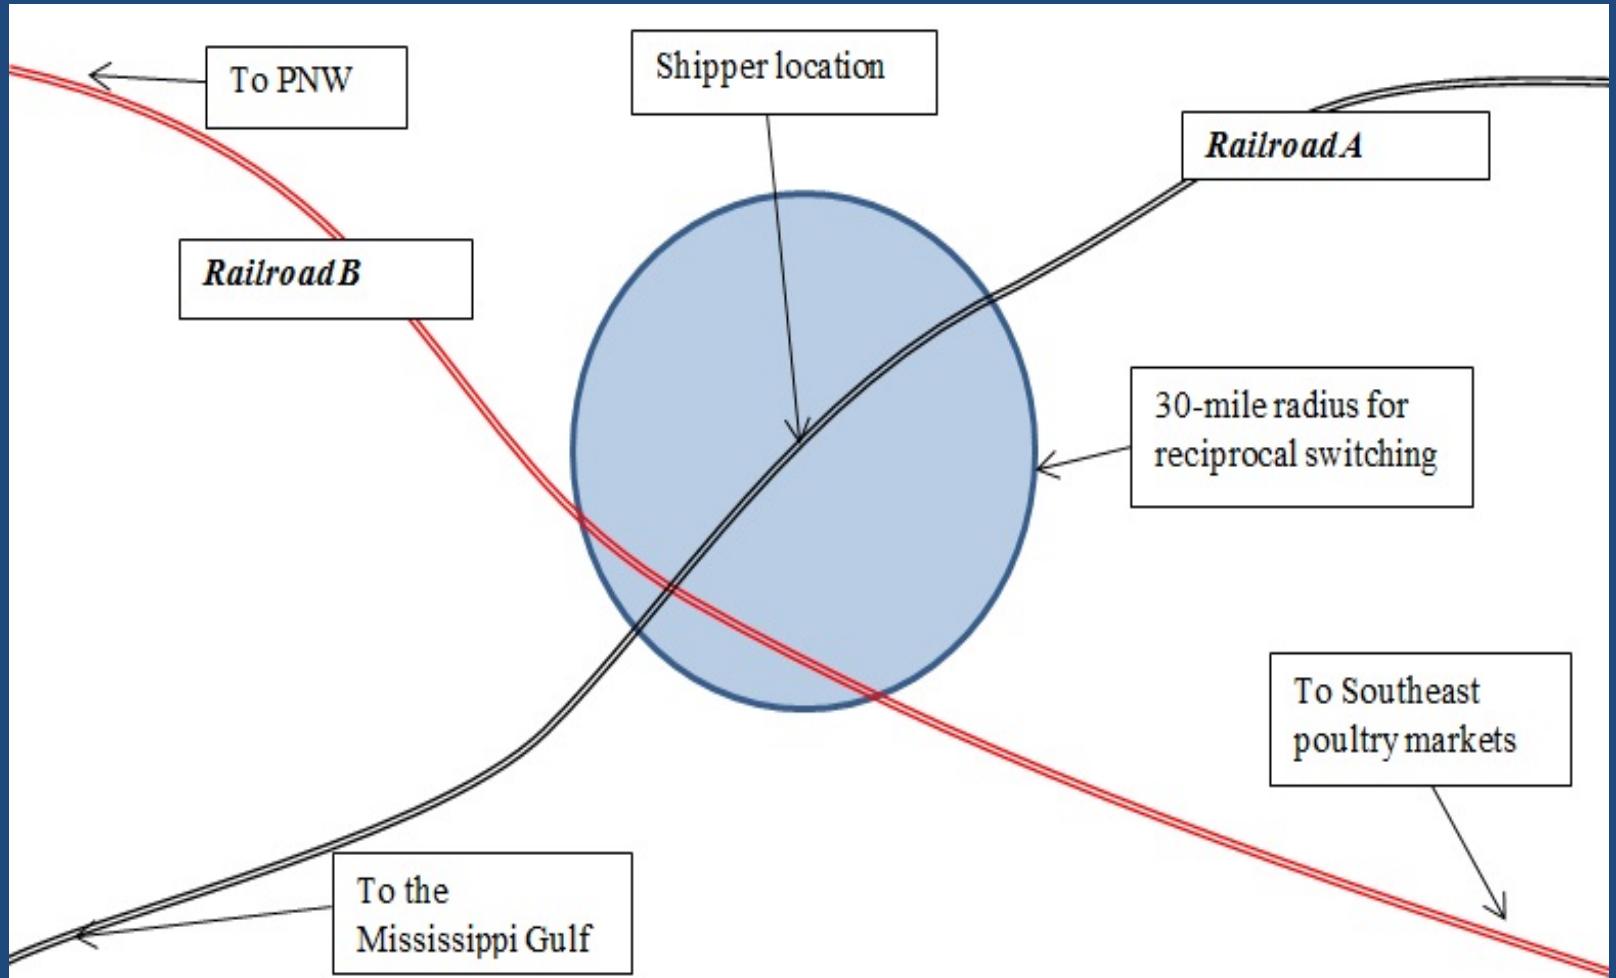 To PNW
Shipper location
Railroad A
Railroad B
30-mile radius for
reciprocal switching
To Southeast
poultry markets
To the
Mississippi Gulf